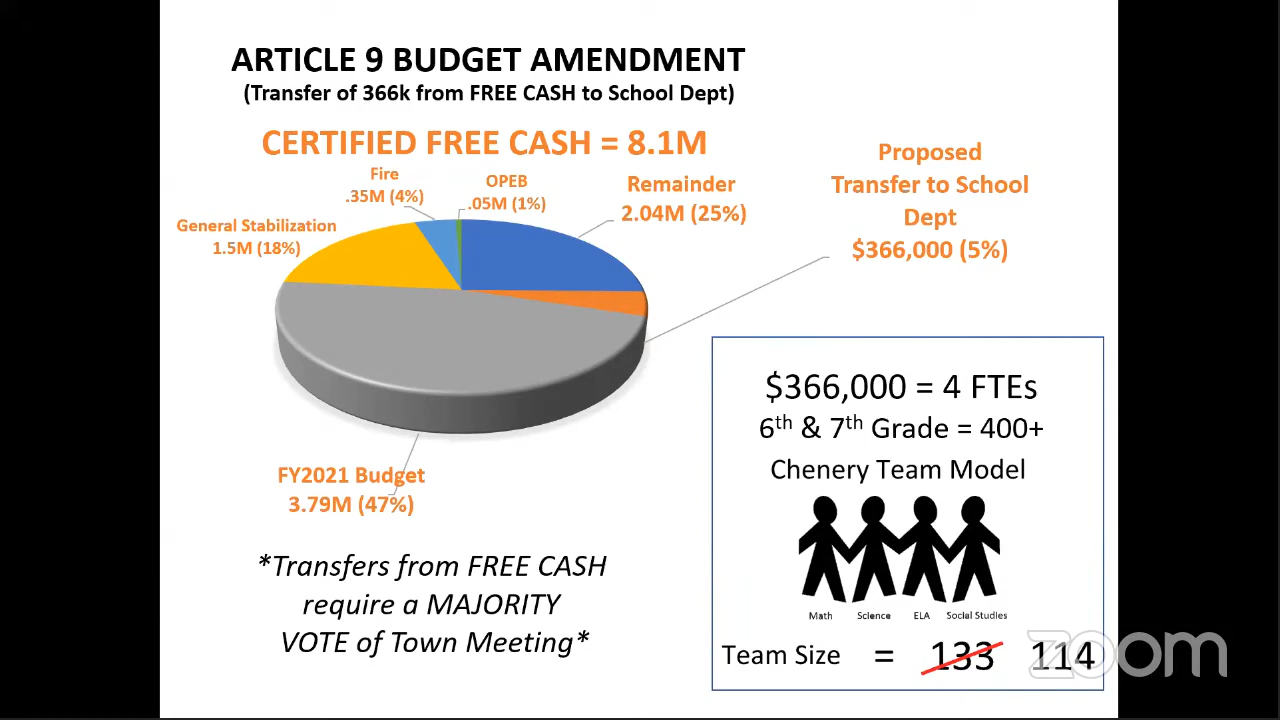 ARTICLE 9 BUDGET AMENDMENT
(Transfer of 366k from FREE CASH to School Dept)
CERTIFIED FREE CASH = 8.1M
Fire
.35M (4%)
OPEB
.05M (1%)
Remainder
2.04M (25%)
Proposed
Transfer to School
Dept
$366,000 (5%)
General Stabilization
1.5M (18%)
FY2021 Budget
3.79M (47%)
*Transfers from FREE CASH
require a MAJORITY
VOTE of Town Meeting*
$366,000 = 4 FTEs
6th & 7th Grade = 400+
Chenery Team Model
Math Science ELA Social Studies
Team Size = 133 114
zoom